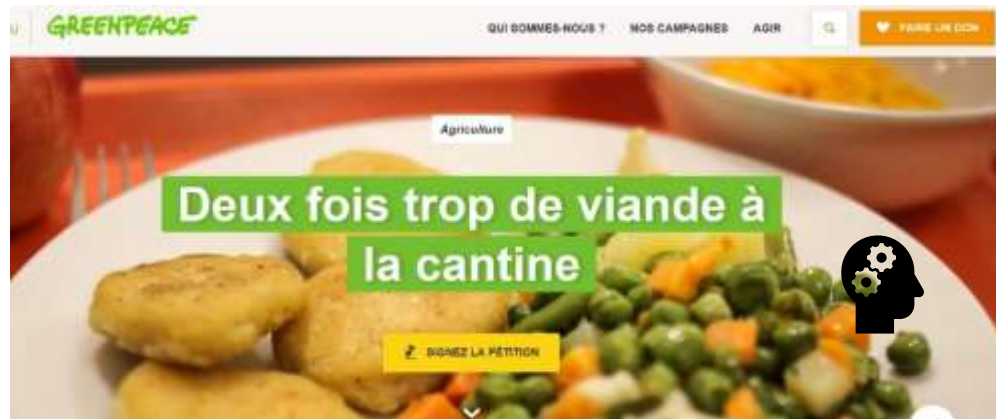 GREENPEACE
QUI SOMMES-NOUS ? NOS CAMPAGNES AGIR FAIRE UN DON
Agriculture
Deux fois trop de viande à
la cantine
SIGNEZ LA PÉTITION